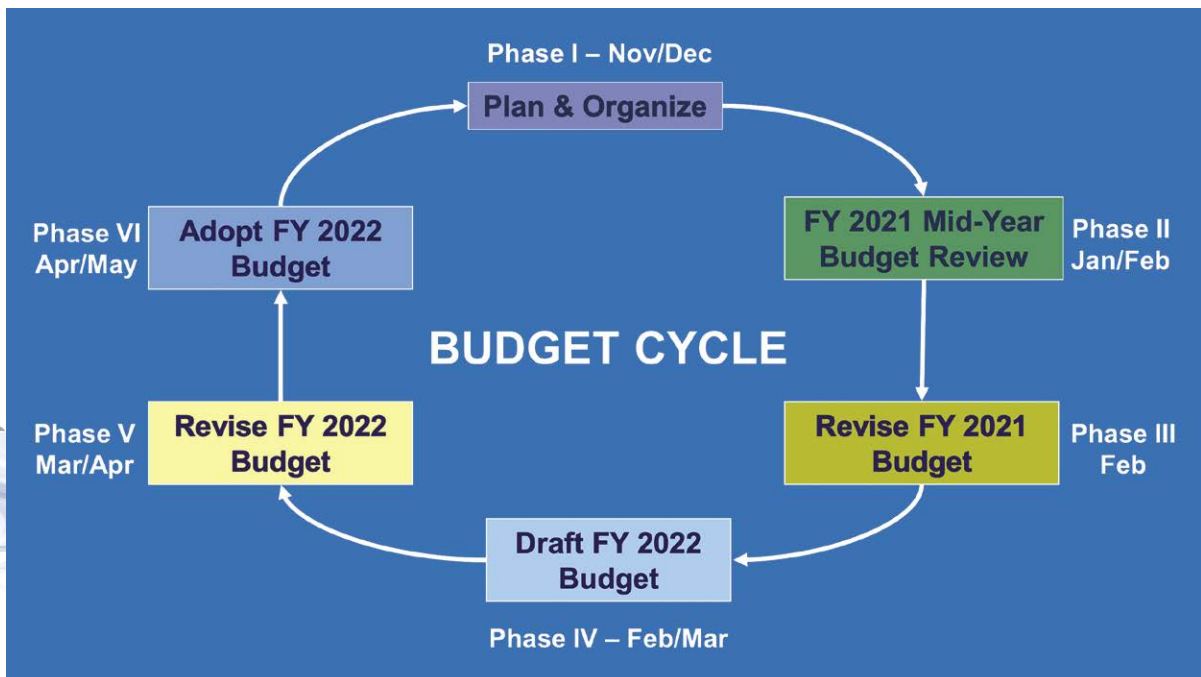 Phase I – Nov/Dec
Plan & Organize
FY 2021 Mid-Year
Budget Review
Phase II
Jan/Feb
Revise FY 2021
Budget
Phase III
Feb
Draft FY 2022
Budget
Phase IV – Feb/Mar
Revise FY 2022
Budget
Phase V
Mar/Apr
Adopt FY 2022
Budget
Phase VI
Apr/May
BUDGET CYCLE